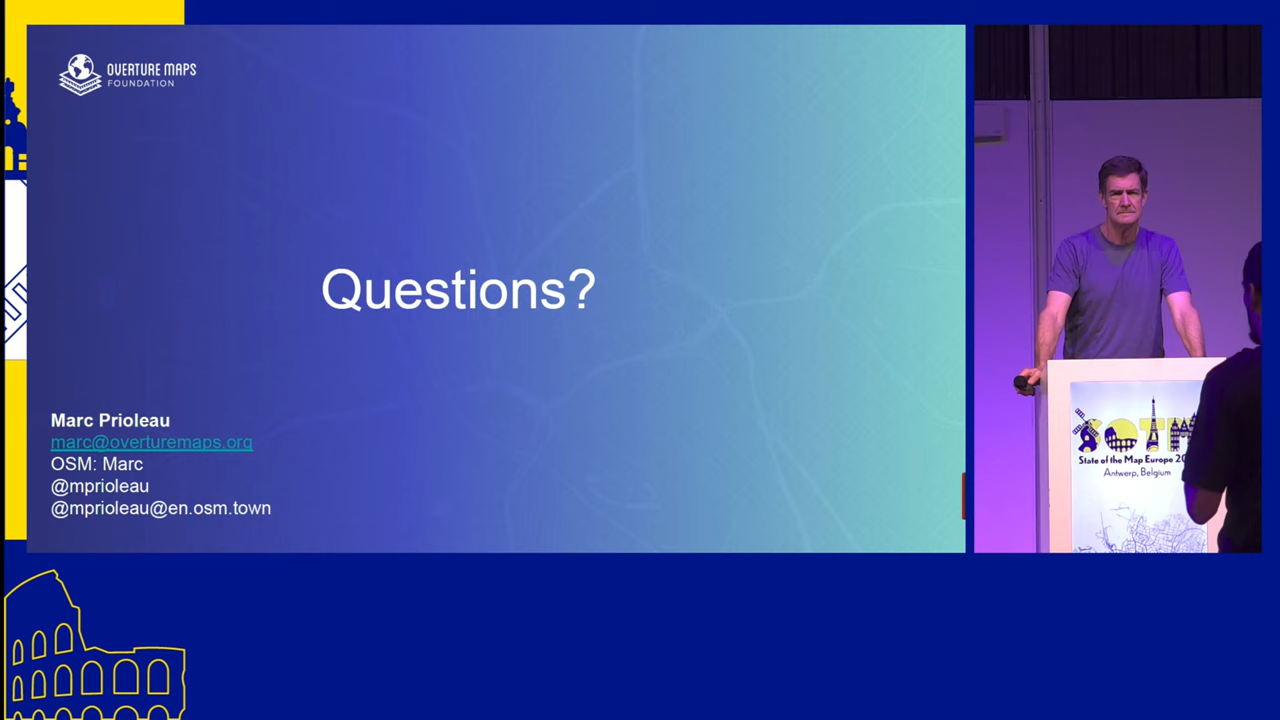 OVERTURE MAPS
FOUNDATION
Questions?
Marc Prioleau
marc@overturemaps.org
OSM: Marc
@mprioleau
@mprioleau@en.osm.town
SOTM
State of the Map Europe
Antwerp, Belgium